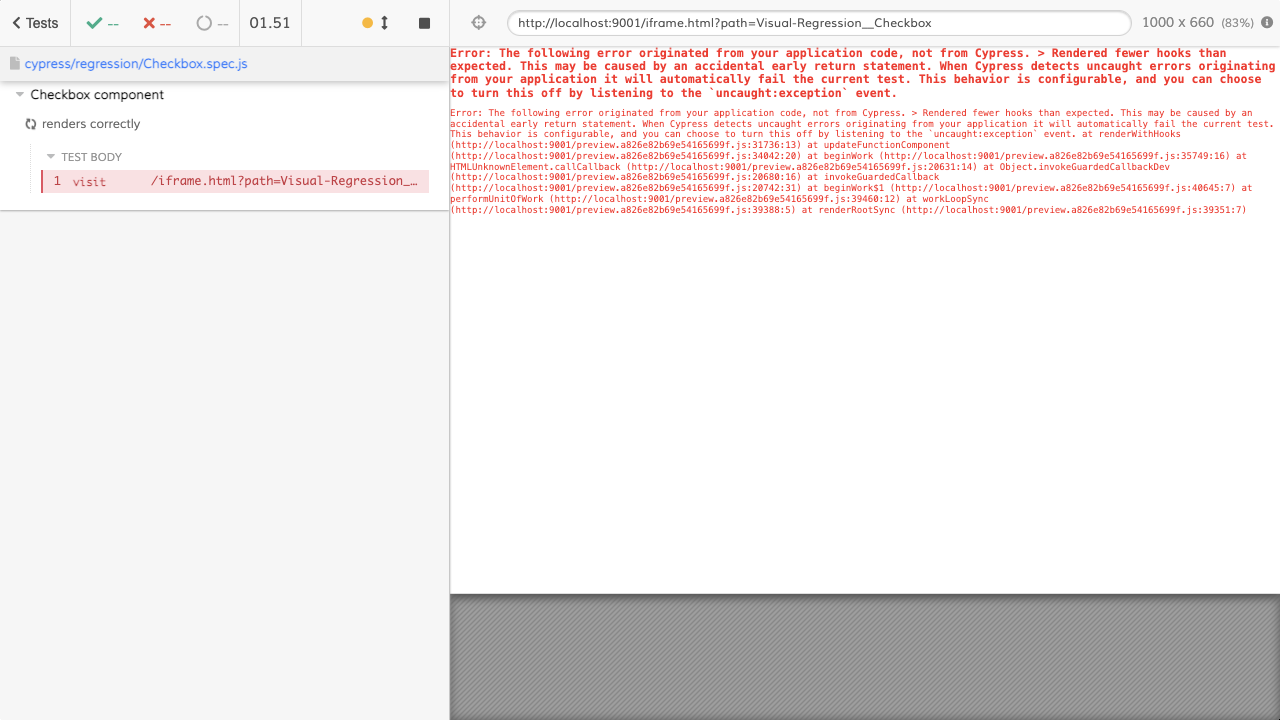 Tests
--
--
--
01.51
http://localhost:9001/iframe.html?path=Visual-Regression__Checkbox
1000 x 660 (83%)
cypress/regression/Checkbox.spec.js
Checkbox component
renders correctly
TEST BODY
1 visit /iframe.html?path=Visual-Regression_…
Error: The following error originated from your application code, not from Cypress. > Rendered fewer hooks than
expected. This may be caused by an accidental early return statement. When Cypress detects uncaught errors originating
from your application it will automatically fail the current test. This behavior is configurable, and you can choose
to turn this off by listening to the `uncaught:exception` event.
Error: The following error originated from your application code, not from Cypress. > Rendered fewer hooks than expected. This may be caused by an
accidental early return statement. When Cypress detects uncaught errors originating from your application it will automatically fail the current test.
This behavior is configurable, and you can choose to turn this off by listening to the `uncaught:exception` event. at renderWithHooks
(http://localhost:9001/preview.a826e82b69e54165699f.js:31736:13) at updateFunctionComponent
(http://localhost:9001/preview.a826e82b69e54165699f.js:34042:20) at beginWork (http://localhost:9001/preview.a826e82b69e54165699f.js:35749:16) at
HTMLUnknownElement.callCallback (http://localhost:9001/preview.a826e82b69e54165699f.js:20631:14) at Object.invokeGuardedCallbackDev
(http://localhost:9001/preview.a826e82b69e54165699f.js:20680:16) at invokeGuardedCallback
(http://localhost:9001/preview.a826e82b69e54165699f.js:20742:31) at beginWork$1 (http://localhost:9001/preview.a826e82b69e54165699f.js:40645:7) at
performUnitOfWork (http://localhost:9001/preview.a826e82b69e54165699f.js:39460:12) at workLoopSync
(http://localhost:9001/preview.a826e82b69e54165699f.js:39388:5) at renderRootSync (http://localhost:9001/preview.a826e82b69e54165699f.js:39351:7)